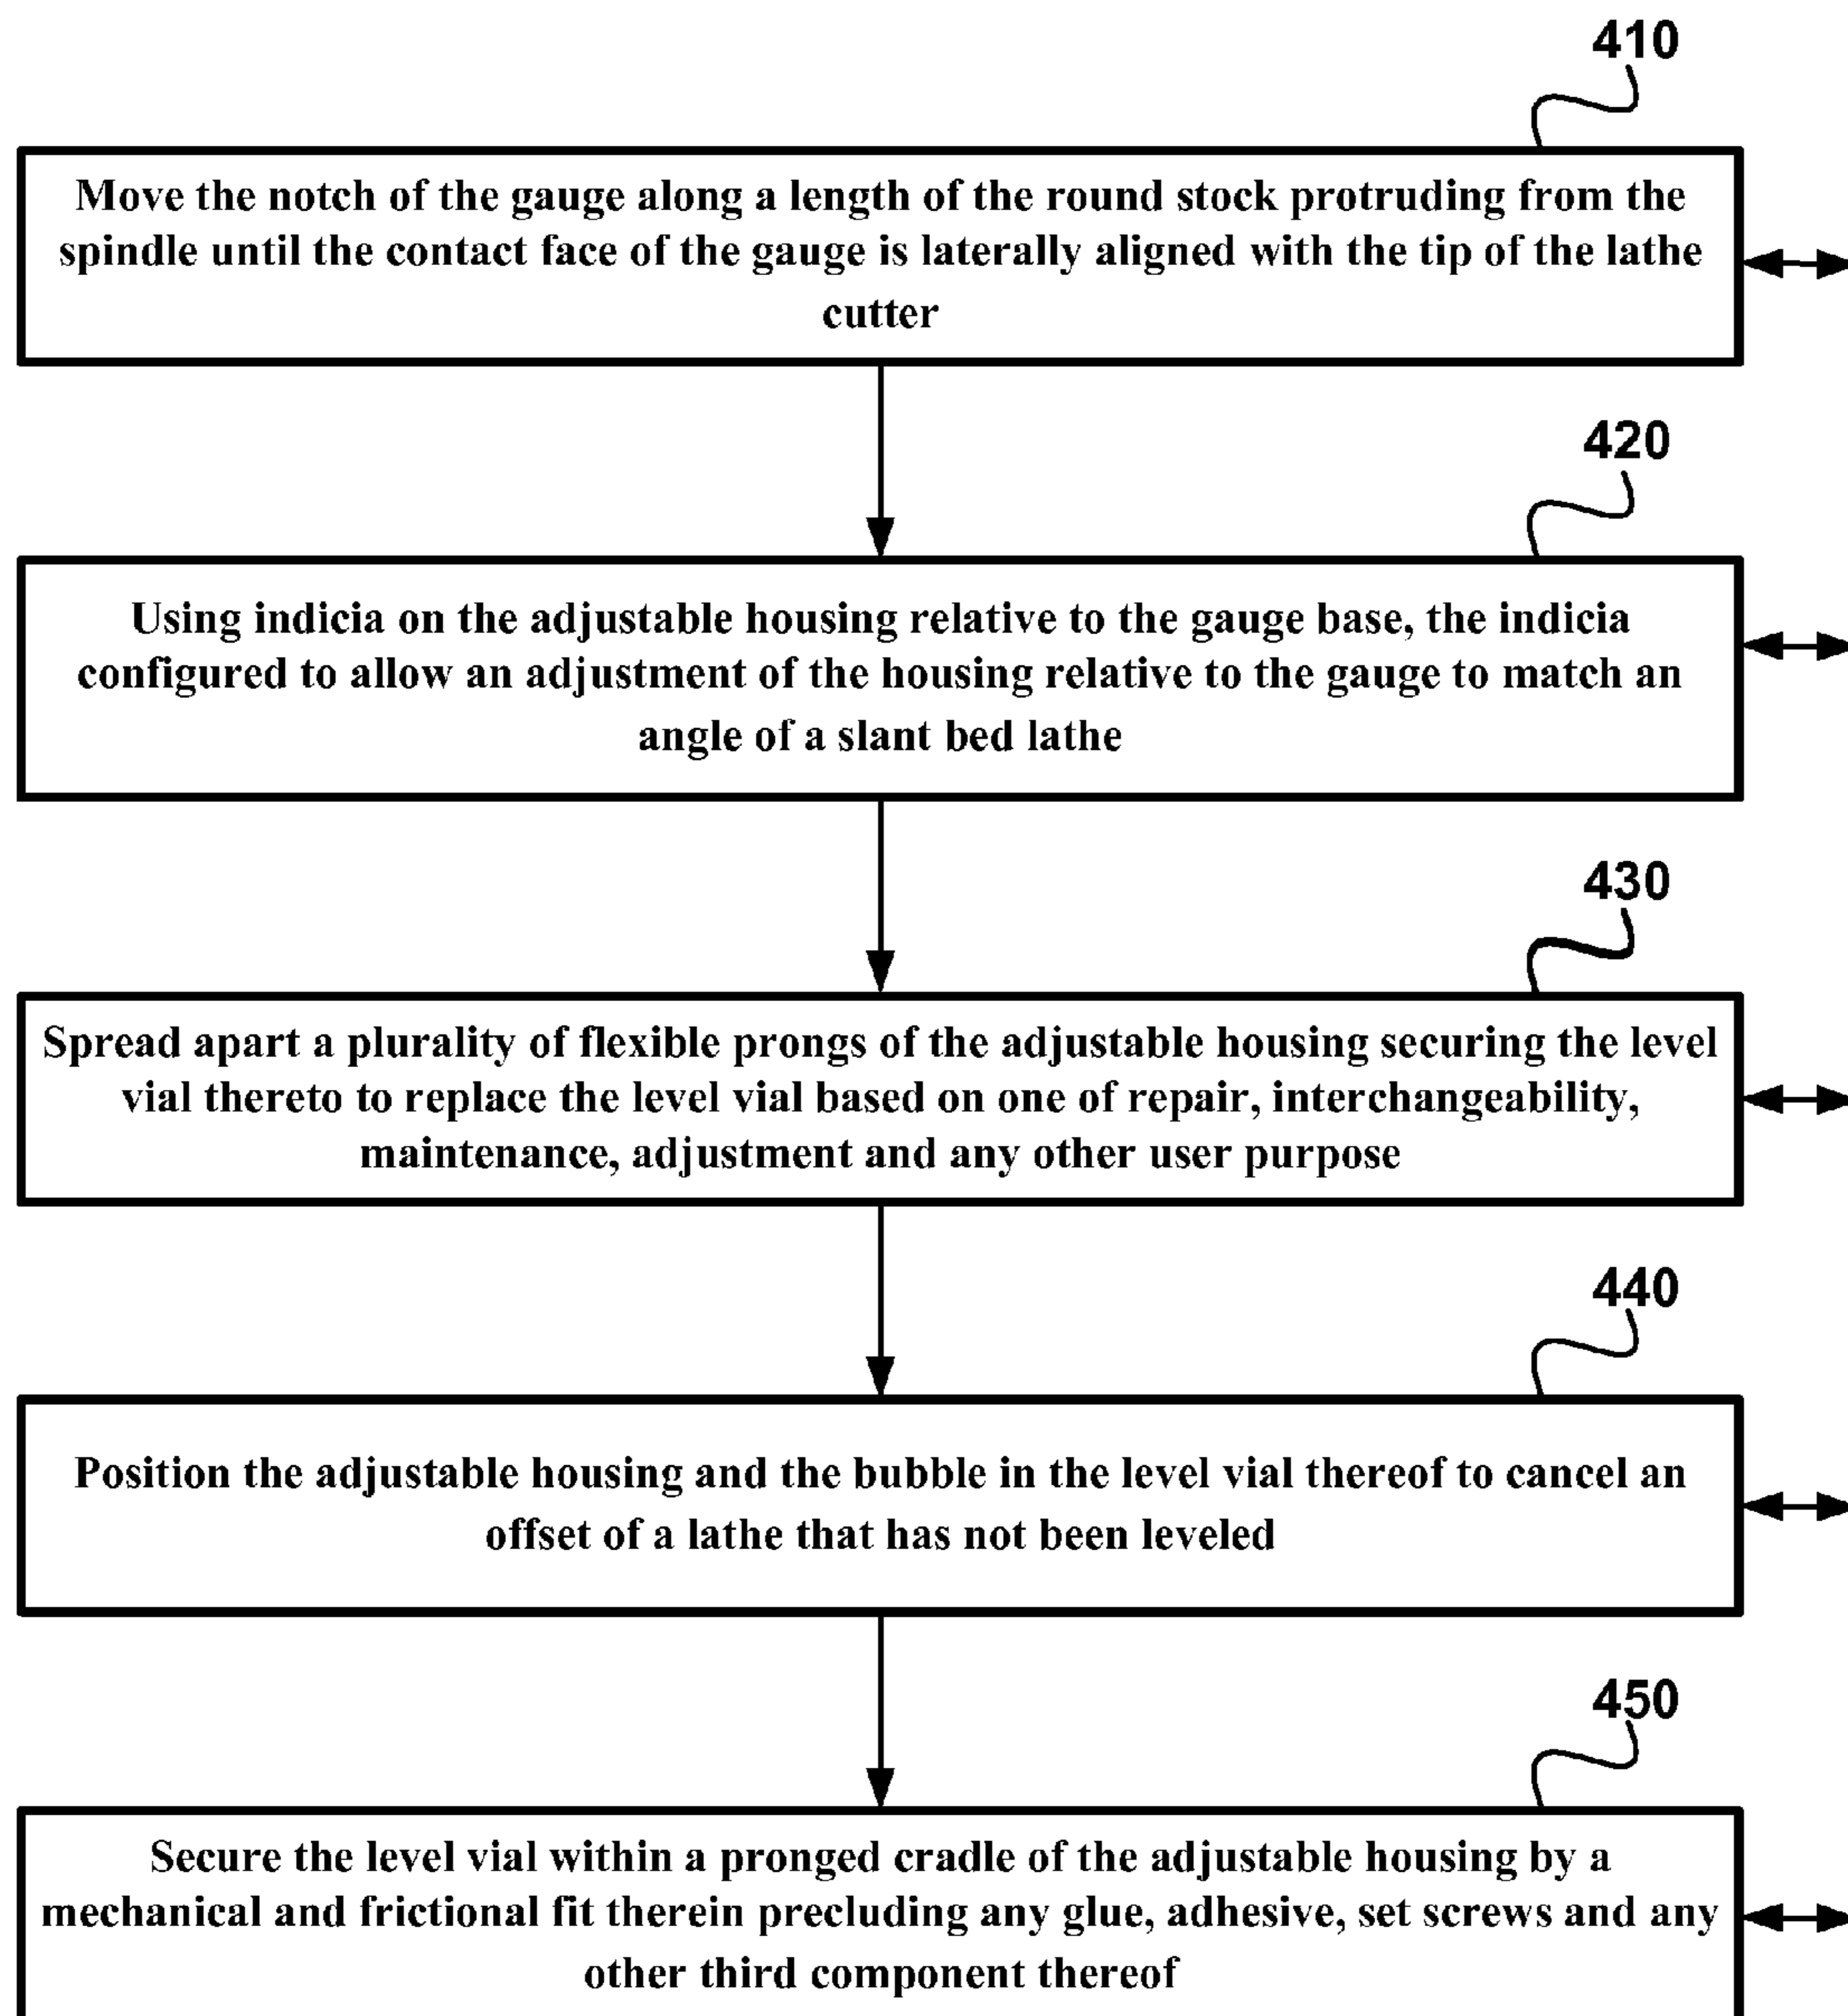 410
Move the notch of the gauge along a length of the round stock protruding from the
spindle until the contact face of the gauge is laterally aligned with the tip of the lathe
cutter
420
Using indicia on the adjustable housing relative to the gauge base, the indicia
configured to allow an adjustment of the housing relative to the gauge to match an
angle of a slant bed lathe
430
Spread apart a plurality of flexible prongs of the adjustable housing securing the level
vial thereto to replace the level vial based on one of repair, interchangeability,
maintenance, adjustment and any other user purpose
440
Position the adjustable housing and the bubble in the level vial thereof to cancel an
offset of a lathe that has not been leveled
450
Secure the level vial within a pronged cradle of the adjustable housing by a
mechanical and frictional fit therein precluding any glue, adhesive, set screws and any
other third component thereof